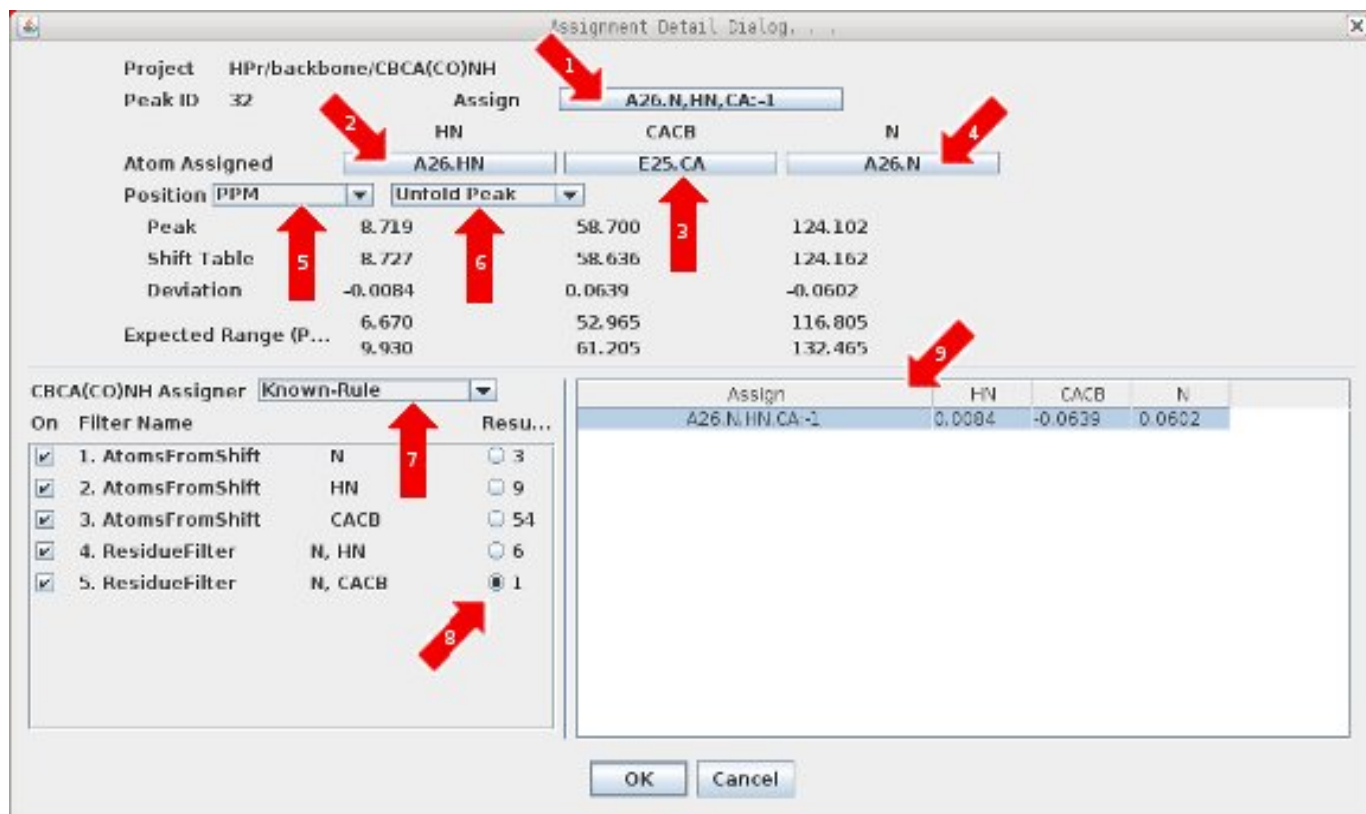 Assignment Detail Dialog. . .
Project HPr/backbone/CBCA(CO)NH
1
Peak ID 32 Assign A26.N,HN,CA:-1
2 HN CACB N 4
Atom Assigned A26.HN E25.CA A26.N
Position PPM Unfold Peak
Peak 8.719 58.700 124.102
3
Shift Table 8.727 58.636 124.162
5 6
Deviation -0.0084 0.0639 -0.0602
Expected Range (P... 6.670 52.965 116.805
9.930 61.205 132.465
9
CBCA(CO)NH Assigner Known-Rule
On Filter Name Resu...
1. AtomsFromShift N 3
7
2. AtomsFromShift HN 9
3. AtomsFromShift CACB 54
4. ResidueFilter N, HN 6
5. ResidueFilter N, CACB 1
8
Assign HN CACB N
A26.N,HN,CA:-1 0.0084 -0.0639 0.0602
OK Cancel